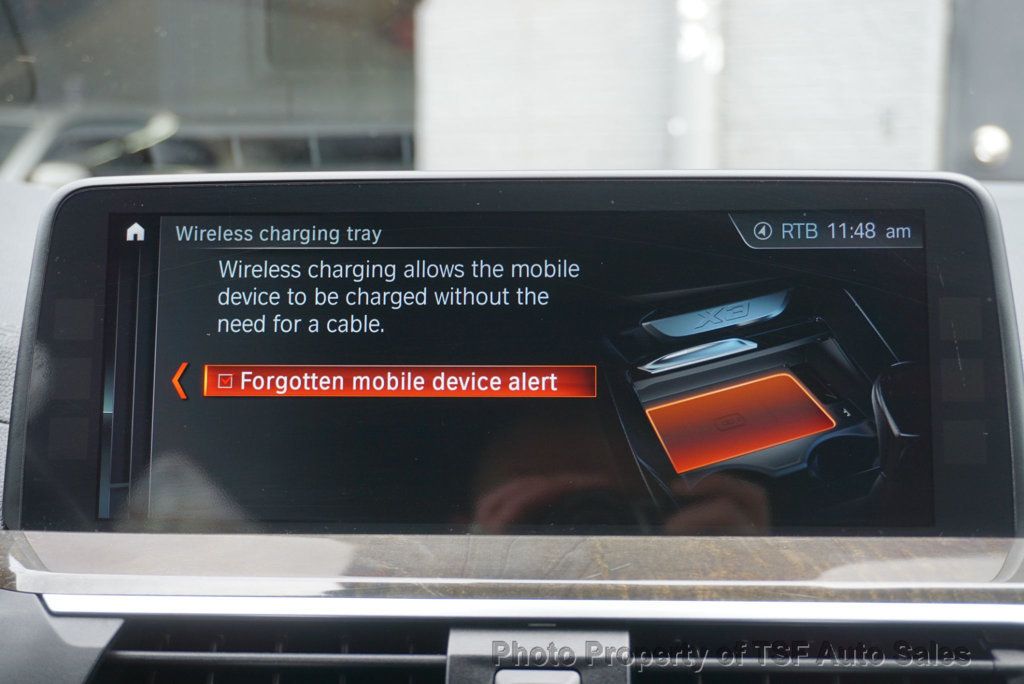 Wireless charging tray
RTB 11:48 am
Wireless charging allows the mobile
device to be charged without the
need for a cable.
Forgotten mobile device alert
X3
Photo Property of TSF Auto Sales